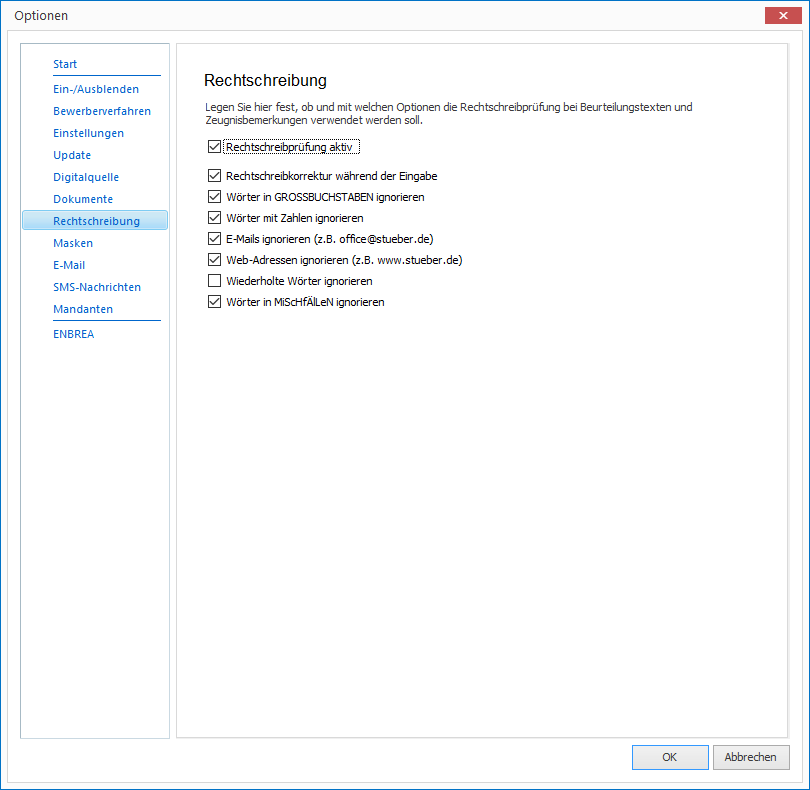 Optionen
Start
Ein-/Ausblenden
Bewerberverfahren
Einstellungen
Update
Digitalquelle
Dokumente
Rechtschreibung
Masken
E-Mail
SMS-Nachrichten
Mandanten
ENBREA
Rechtschreibung
Legen Sie hier fest, ob und mit welchen Optionen die Rechtschreibprüfung bei Beurteilungstexten und
Zeugnisbemerkungen verwendet werden soll.
Rechtschreibprüfung aktiv
Rechtschreibkorrektur während der Eingabe
Wörter in GROSSBUCHSTABEN ignorieren
Wörter mit Zahlen ignorieren
E-Mails ignorieren (z.B. office@stueber.de)
Web-Adressen ignorieren (z.B. www.stueber.de)
Wiederholte Wörter ignorieren
Wörter in MiScHfÄlLeN ignorieren
OK
Abbrechen